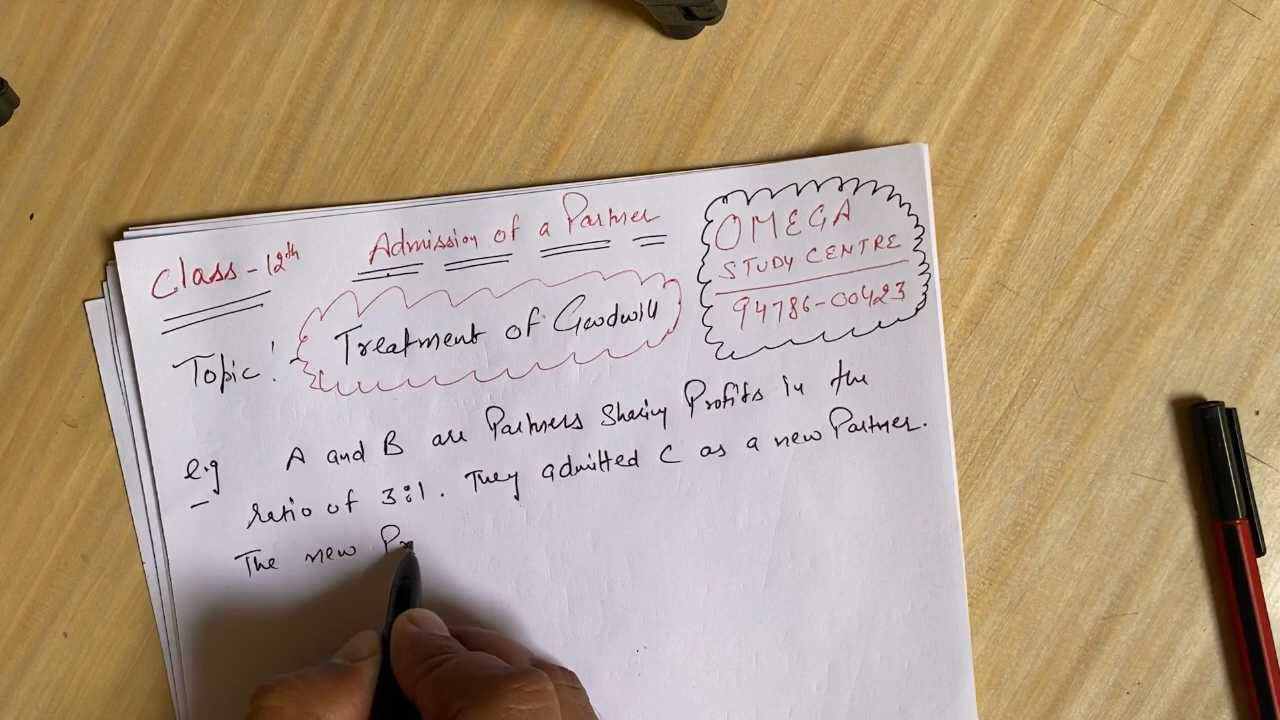 Class - 12th
Admission of a Partner
OMEGA
STUDY CENTRE
94786-00423
Topic :- Treatment of Goodwill
e.g A and B are Partners Sharing Profits in the
ratio of 3:1. They admitted C as a new Partner.
The new Pr